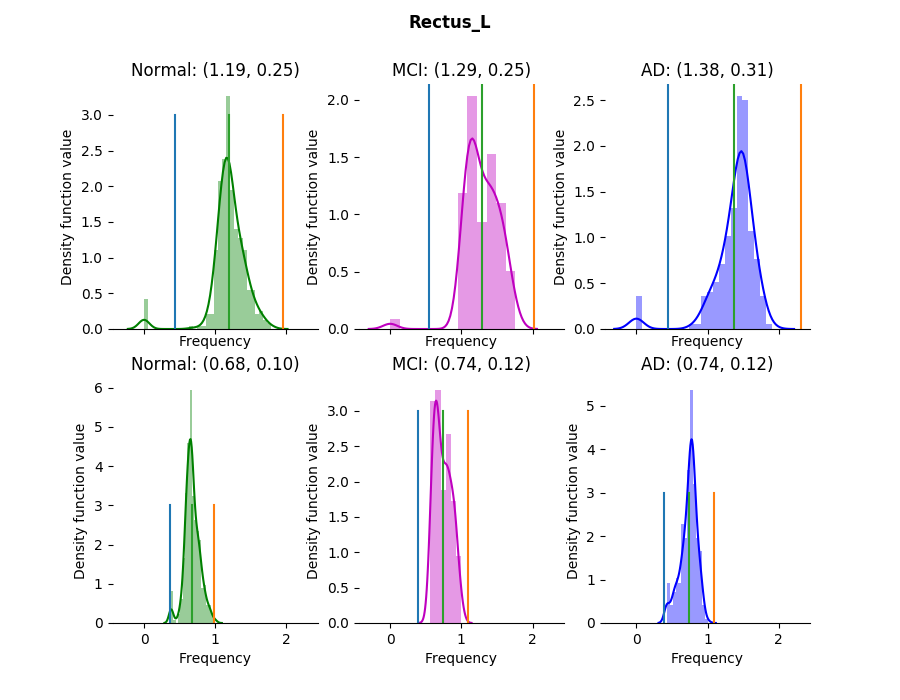 Rectus_L
Normal: (1.19, 0.25)
MCI: (1.29, 0.25)
AD: (1.38, 0.31)
Density function value
0.0
0.5
1.0
1.5
2.0
2.5
3.0
Frequency
Density function value
0.0
0.5
1.0
1.5
2.0
Frequency
Density function value
0.0
0.5
1.0
1.5
2.0
2.5
Frequency
Normal: (0.68, 0.10)
MCI: (0.74, 0.12)
AD: (0.74, 0.12)
Density function value
0
1
2
3
4
5
6
0 1 2
Frequency
Density function value
0.0
0.5
1.0
1.5
2.0
2.5
3.0
0 1 2
Frequency
Density function value
0
1
2
3
4
5
0 1 2
Frequency